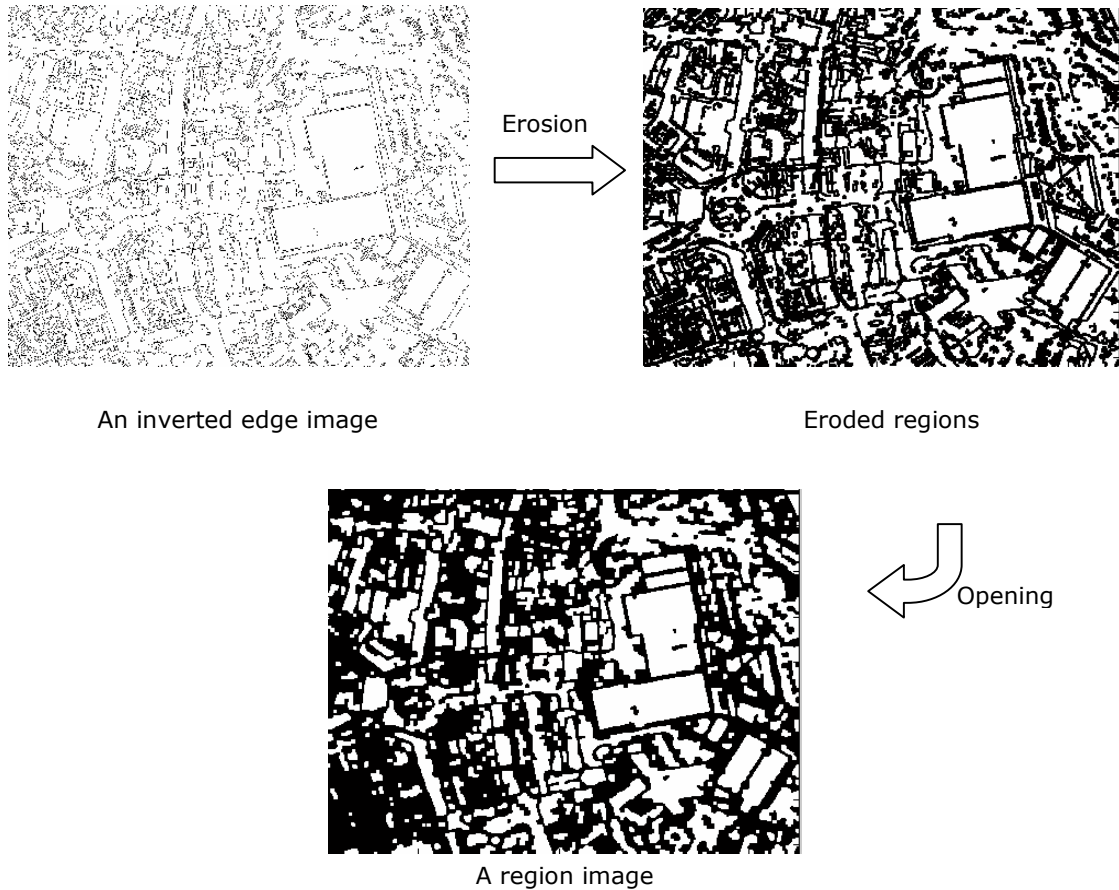 Erosion
An inverted edge image
Eroded regions
Opening
A region image